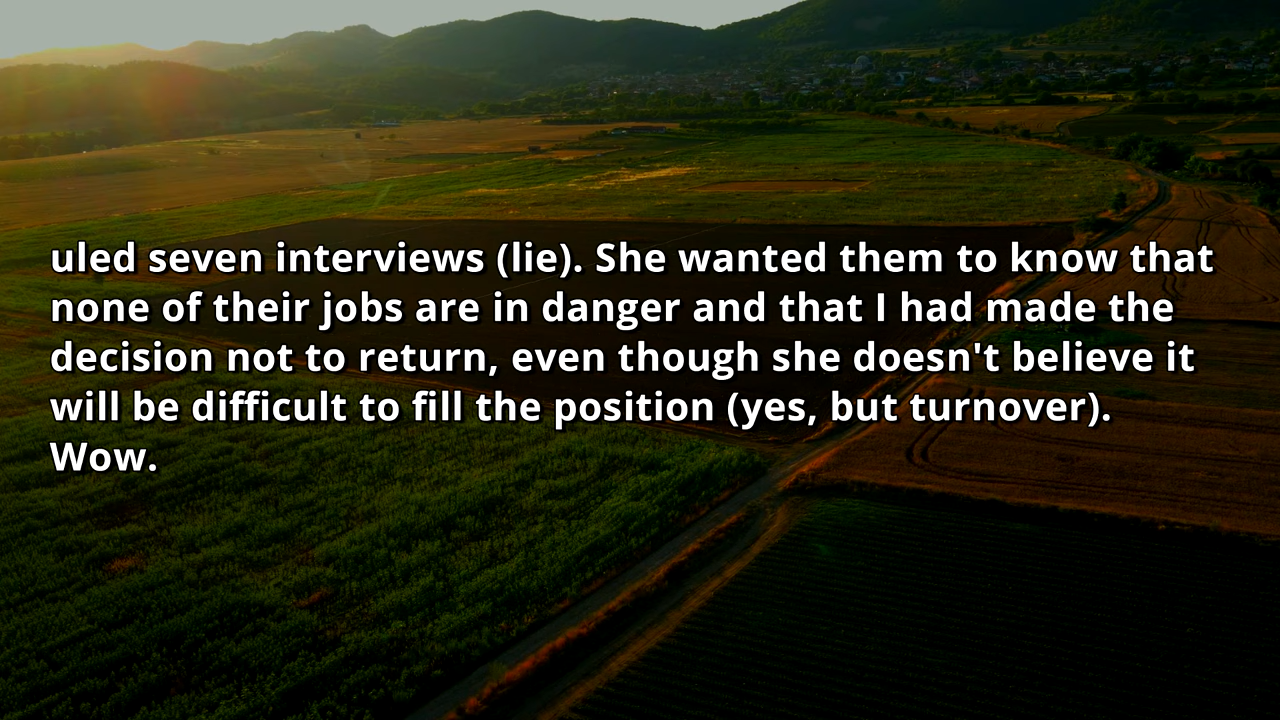 uled seven interviews (lie). She wanted them to know that
none of their jobs are in danger and that I had made the
decision not to return, even though she doesn't believe it
will be difficult to fill the position (yes, but turnover).
Wow.